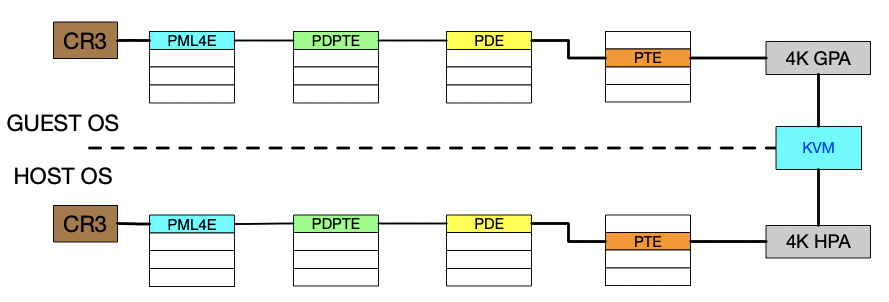 CR3
PML4E
PDPTE
PDE
PTE
4K GPA
GUEST OS
KVM
HOST OS
CR3
PML4E
PDPTE
PDE
PTE
4K HPA